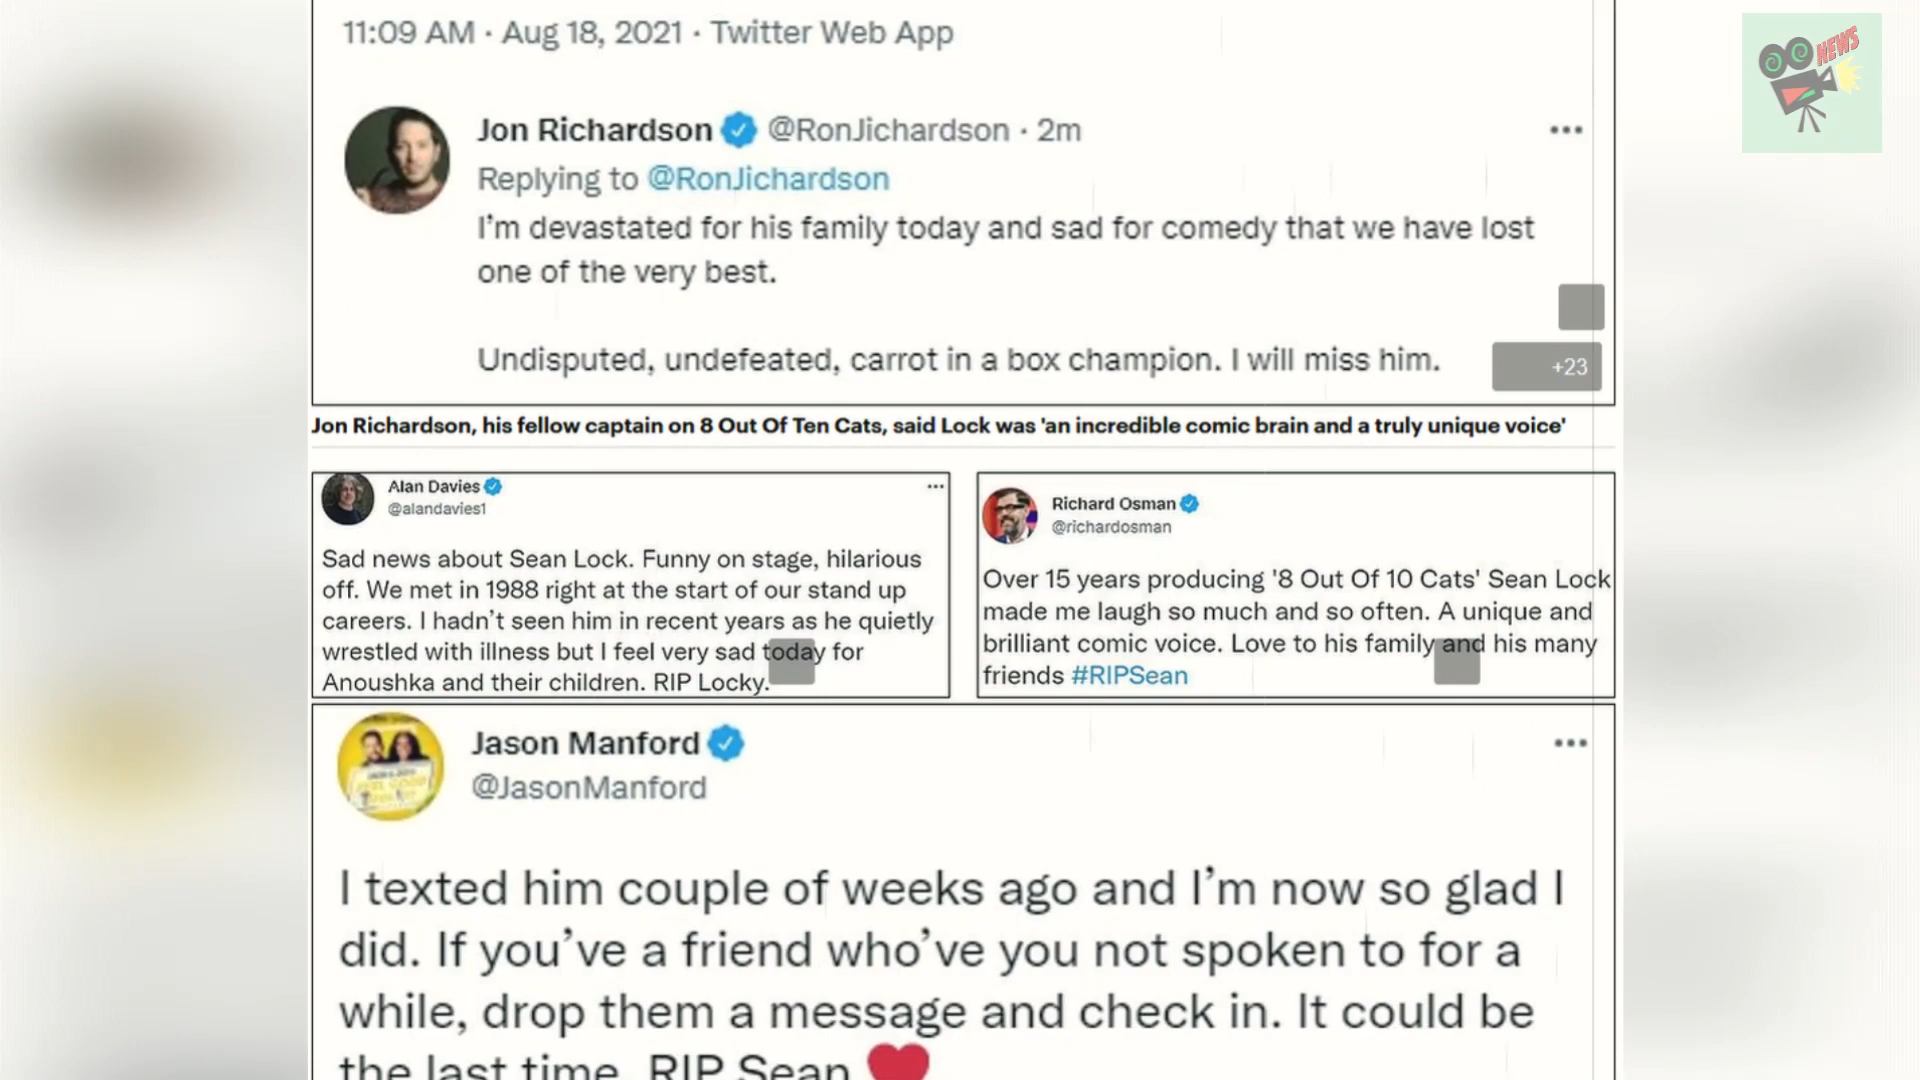 11:09 AM · Aug 18, 2021 · Twitter Web App
NEWS
Jon Richardson @RonJichardson · 2m
Replying to @RonJichardson
I'm devastated for his family today and sad for comedy that we have lost
one of the very best.
Undisputed, undefeated, carrot in a box champion. I will miss him.
+23
Jon Richardson, his fellow captain on 8 Out Of Ten Cats, said Lock was 'an incredible comic brain and a truly unique voice'
Alan Davies
@alandavies1
Sad news about Sean Lock. Funny on stage, hilarious
off. We met in 1988 right at the start of our stand up
careers. I hadn't seen him in recent years as he quietly
wrestled with illness but I feel very sad today for
Anoushka and their children. RIP Locky.
Richard Osman
@richardosman
Over 15 years producing '8 Out Of 10 Cats' Sean Lock
made me laugh so much and so often. A unique and
brilliant comic voice. Love to his family and his many
friends #RIPSean
Jason Manford
@JasonManford
I texted him couple of weeks ago and I'm now so glad I
did. If you've a friend who've you not spoken to for a
while, drop them a message and check in. It could be
the last time. RIP Sean ❤